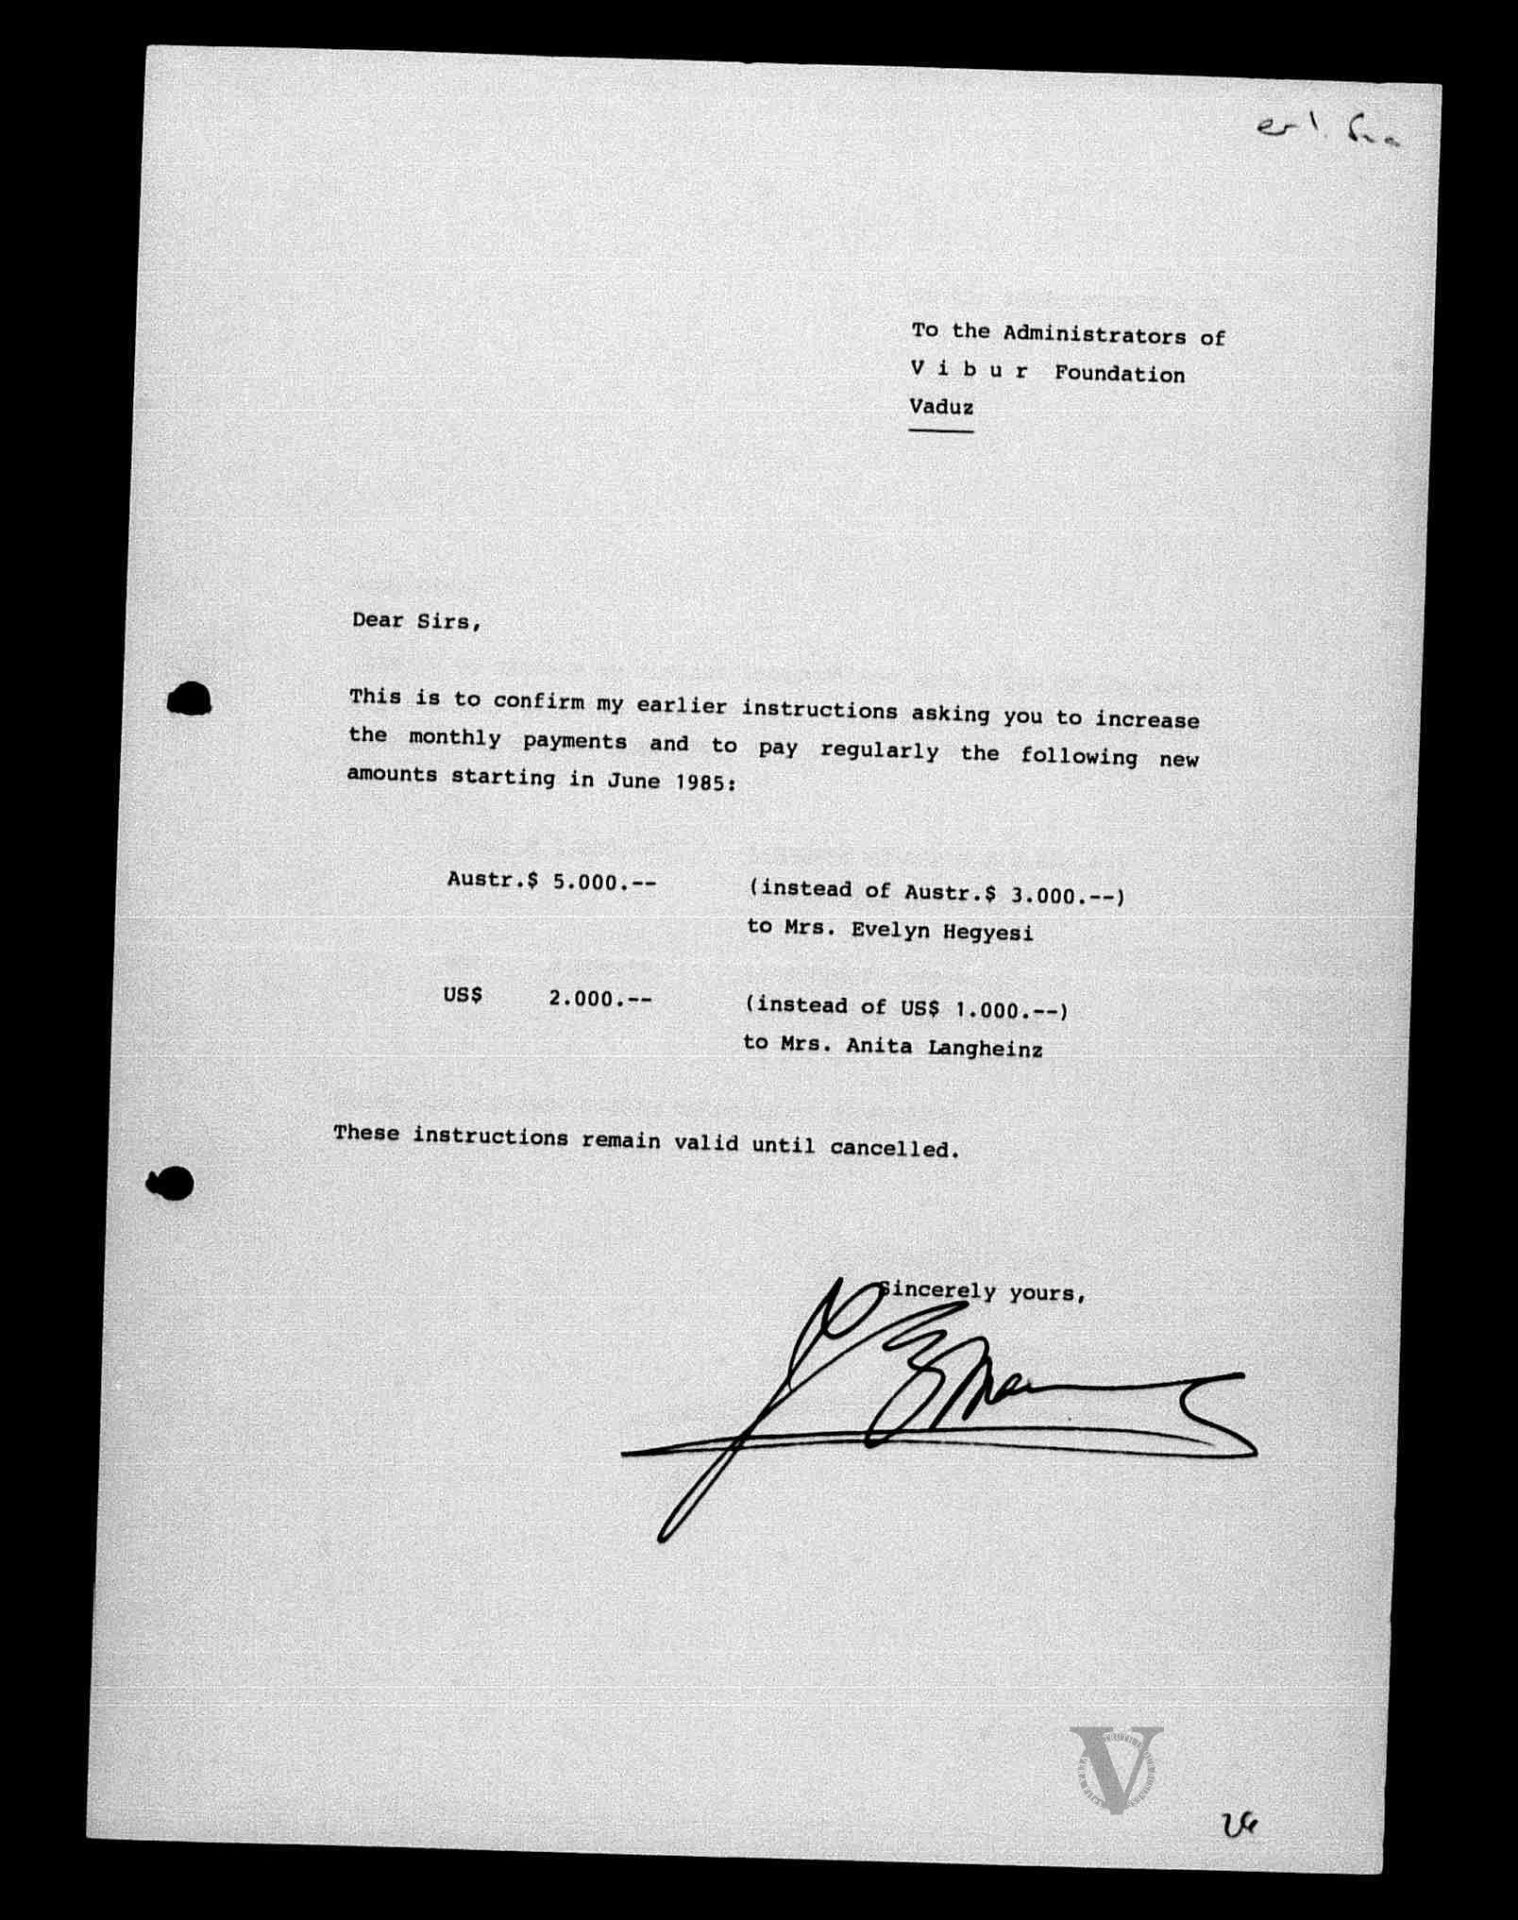 erl.
To the Administrators of
V i b u r Foundation
Vaduz
Dear Sirs,
This is to confirm my earlier instructions asking you to increase
the monthly payments and to pay regularly the following new
amounts starting in June 1985:
Austr.$ 5.000.-- (instead of Austr.$ 3.000.--)
to Mrs. Evelyn Hegyesi
US$ 2.000.-- (instead of US$ 1.000.--)
to Mrs. Anita Langheinz
These instructions remain valid until cancelled.
Sincerely yours,
V